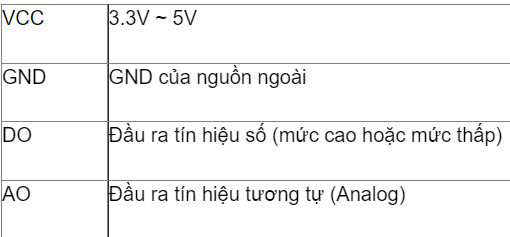 VCC 3.3V ~ 5V
GND GND của nguồn ngoài
DO Đầu ra tín hiệu số (mức cao hoặc mức thấp)
AO Đầu ra tín hiệu tương tự (Analog)